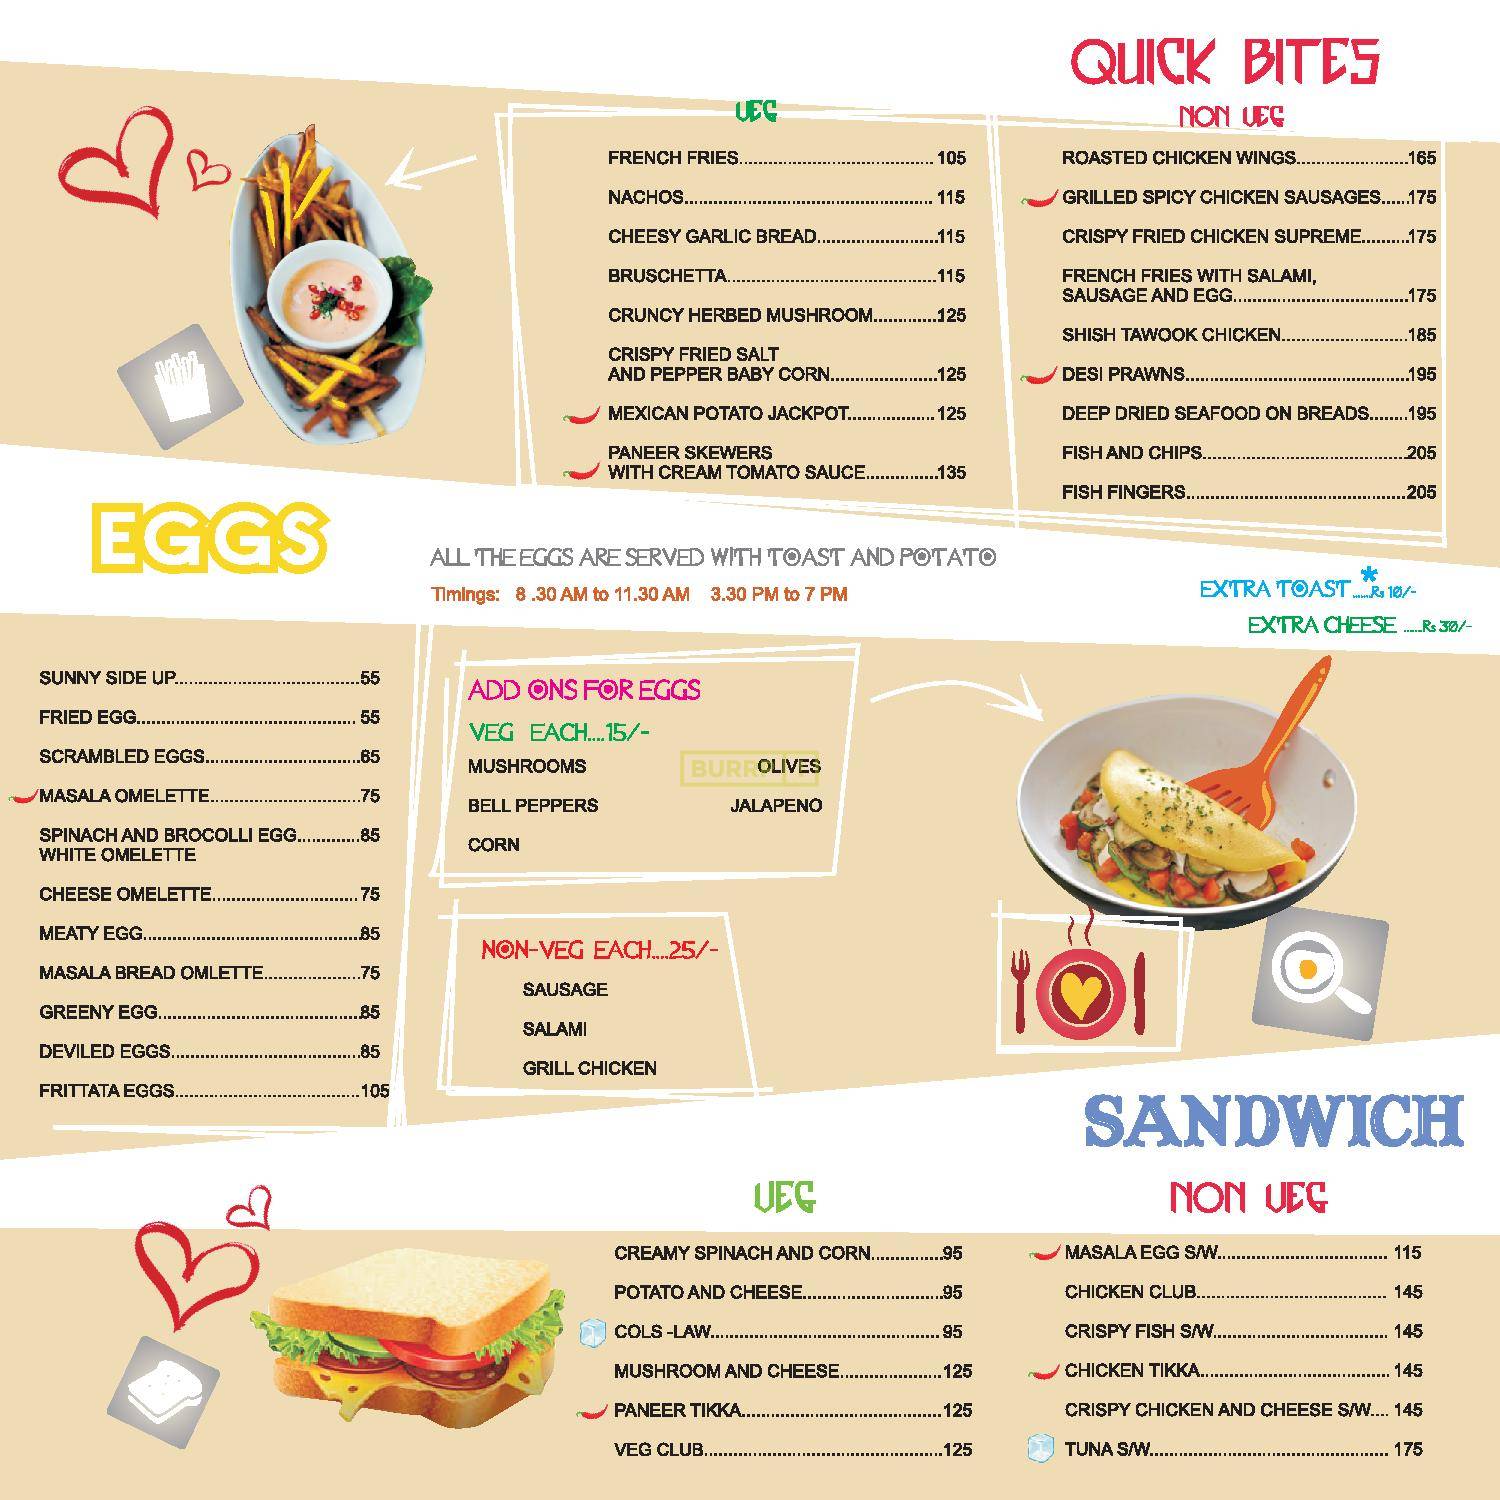 QUICK BITES
VEG
FRENCH FRIES.................................... 105
NACHOS.................................................. 115
CHEESY GARLIC BREAD........................115
BRUSCHETTA..........................................115
CRUNCY HERBED MUSHROOM.............125
CRISPY FRIED SALT
AND PEPPER BABY CORN.....................125
MEXICAN POTATO JACKPOT................. 125
PANEER SKEWERS
WITH CREAM TOMATO SAUCE..............135
NON VEG
ROASTED CHICKEN WINGS......................165
GRILLED SPICY CHICKEN SAUSAGES.....175
CRISPY FRIED CHICKEN SUPREME.........175
FRENCH FRIES WITH SALAMI,
SAUSAGE AND EGG...................................175
SHISH TAWOOK CHICKEN.........................185
DESI PRAWNS.............................................195
DEEP DRIED SEAFOOD ON BREADS.......195
FISH AND CHIPS.........................................205
FISH FINGERS............................................205
EGGS
ALL THE EGGS ARE SERVED WITH TOAST AND POTATO
Timings: 8 .30 AM to 11.30 AM 3.30 PM to 7 PM
EXTRA TOAST *......Rs 10/-
EXTRA CHEESE ......Rs 30/-
SUNNY SIDE UP.....................................55
FRIED EGG............................................ 55
SCRAMBLED EGGS...............................65
MASALA OMELETTE..............................75
SPINACH AND BROCOLLI EGG............85
WHITE OMELETTE
CHEESE OMELETTE............................. 75
MEATY EGG...........................................85
MASALA BREAD OMLETTE...................75
GREENY EGG........................................85
DEVILED EGGS......................................85
FRITTATA EGGS.....................................105
ADD ONS FOR EGGS
VEG EACH....15/-
MUSHROOMS OLIVES
BELL PEPPERS JALAPENO
CORN
BURRP!
NON-VEG EACH....25/-
SAUSAGE
SALAMI
GRILL CHICKEN
SANDWICH
VEG
CREAMY SPINACH AND CORN..............95
POTATO AND CHEESE............................95
COLS -LAW.............................................. 95
MUSHROOM AND CHEESE.....................125
PANEER TIKKA.........................................125
VEG CLUB................................................125
NON VEG
MASALA EGG S/W.................................. 115
CHICKEN CLUB...................................... 145
CRISPY FISH S/W................................... 145
CHICKEN TIKKA...................................... 145
CRISPY CHICKEN AND CHEESE S/W.... 145
TUNA S/W................................................ 175